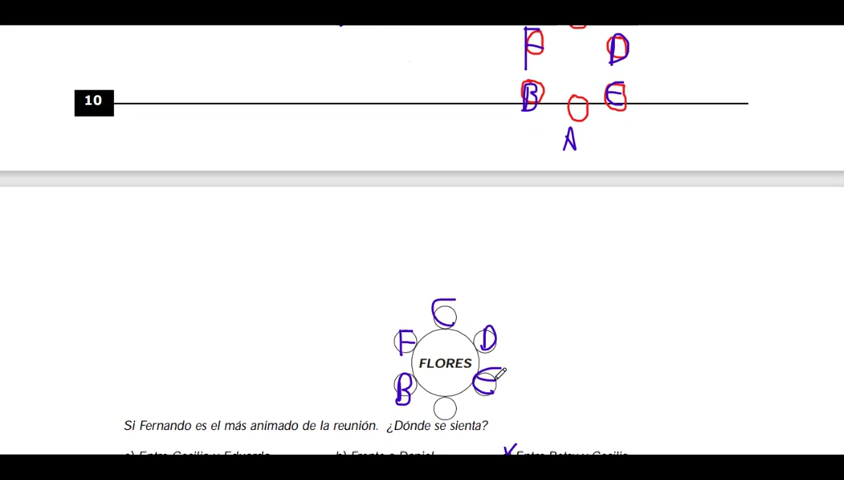 F D
10
B E
A
C
F D
FLORES
B E
Si Fernando es el más animado de la reunión. ¿Dónde se sienta?